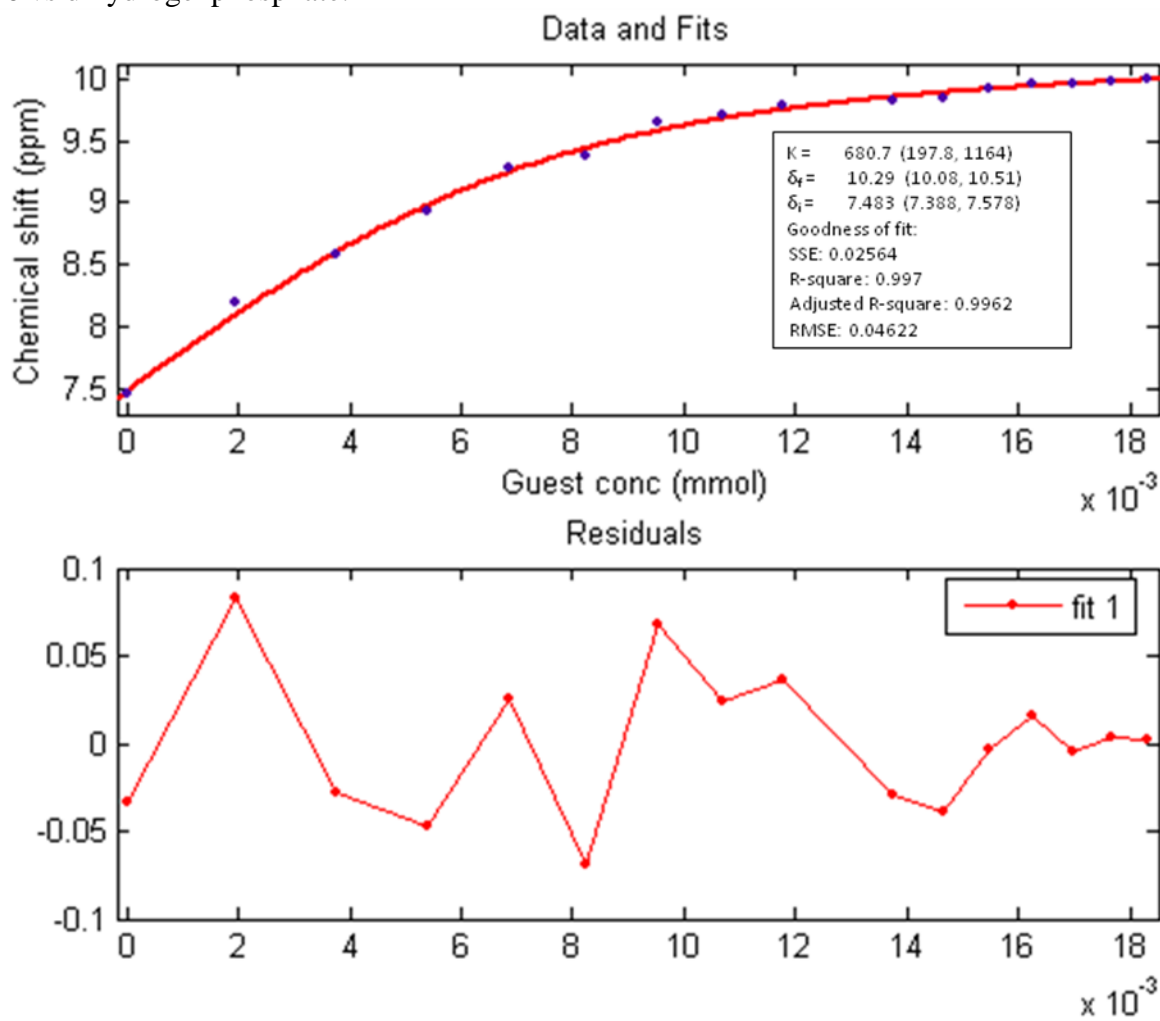 Data and Fits
Chemical shift (ppm)
10
9.5
9
8.5
8
7.5
K = 680.7 (197.8, 1164)
δf = 10.29 (10.08, 10.51)
δi = 7.483 (7.388, 7.578)
Goodness of fit:
SSE: 0.02564
R-square: 0.997
Adjusted R-square: 0.9962
RMSE: 0.04622
0 2 4 6 8 10 12 14 16 18
Guest conc (mmol)
x 10-3
Residuals
0.1
0.05
0
-0.05
-0.1
fit 1
0 2 4 6 8 10 12 14 16 18
x 10-3